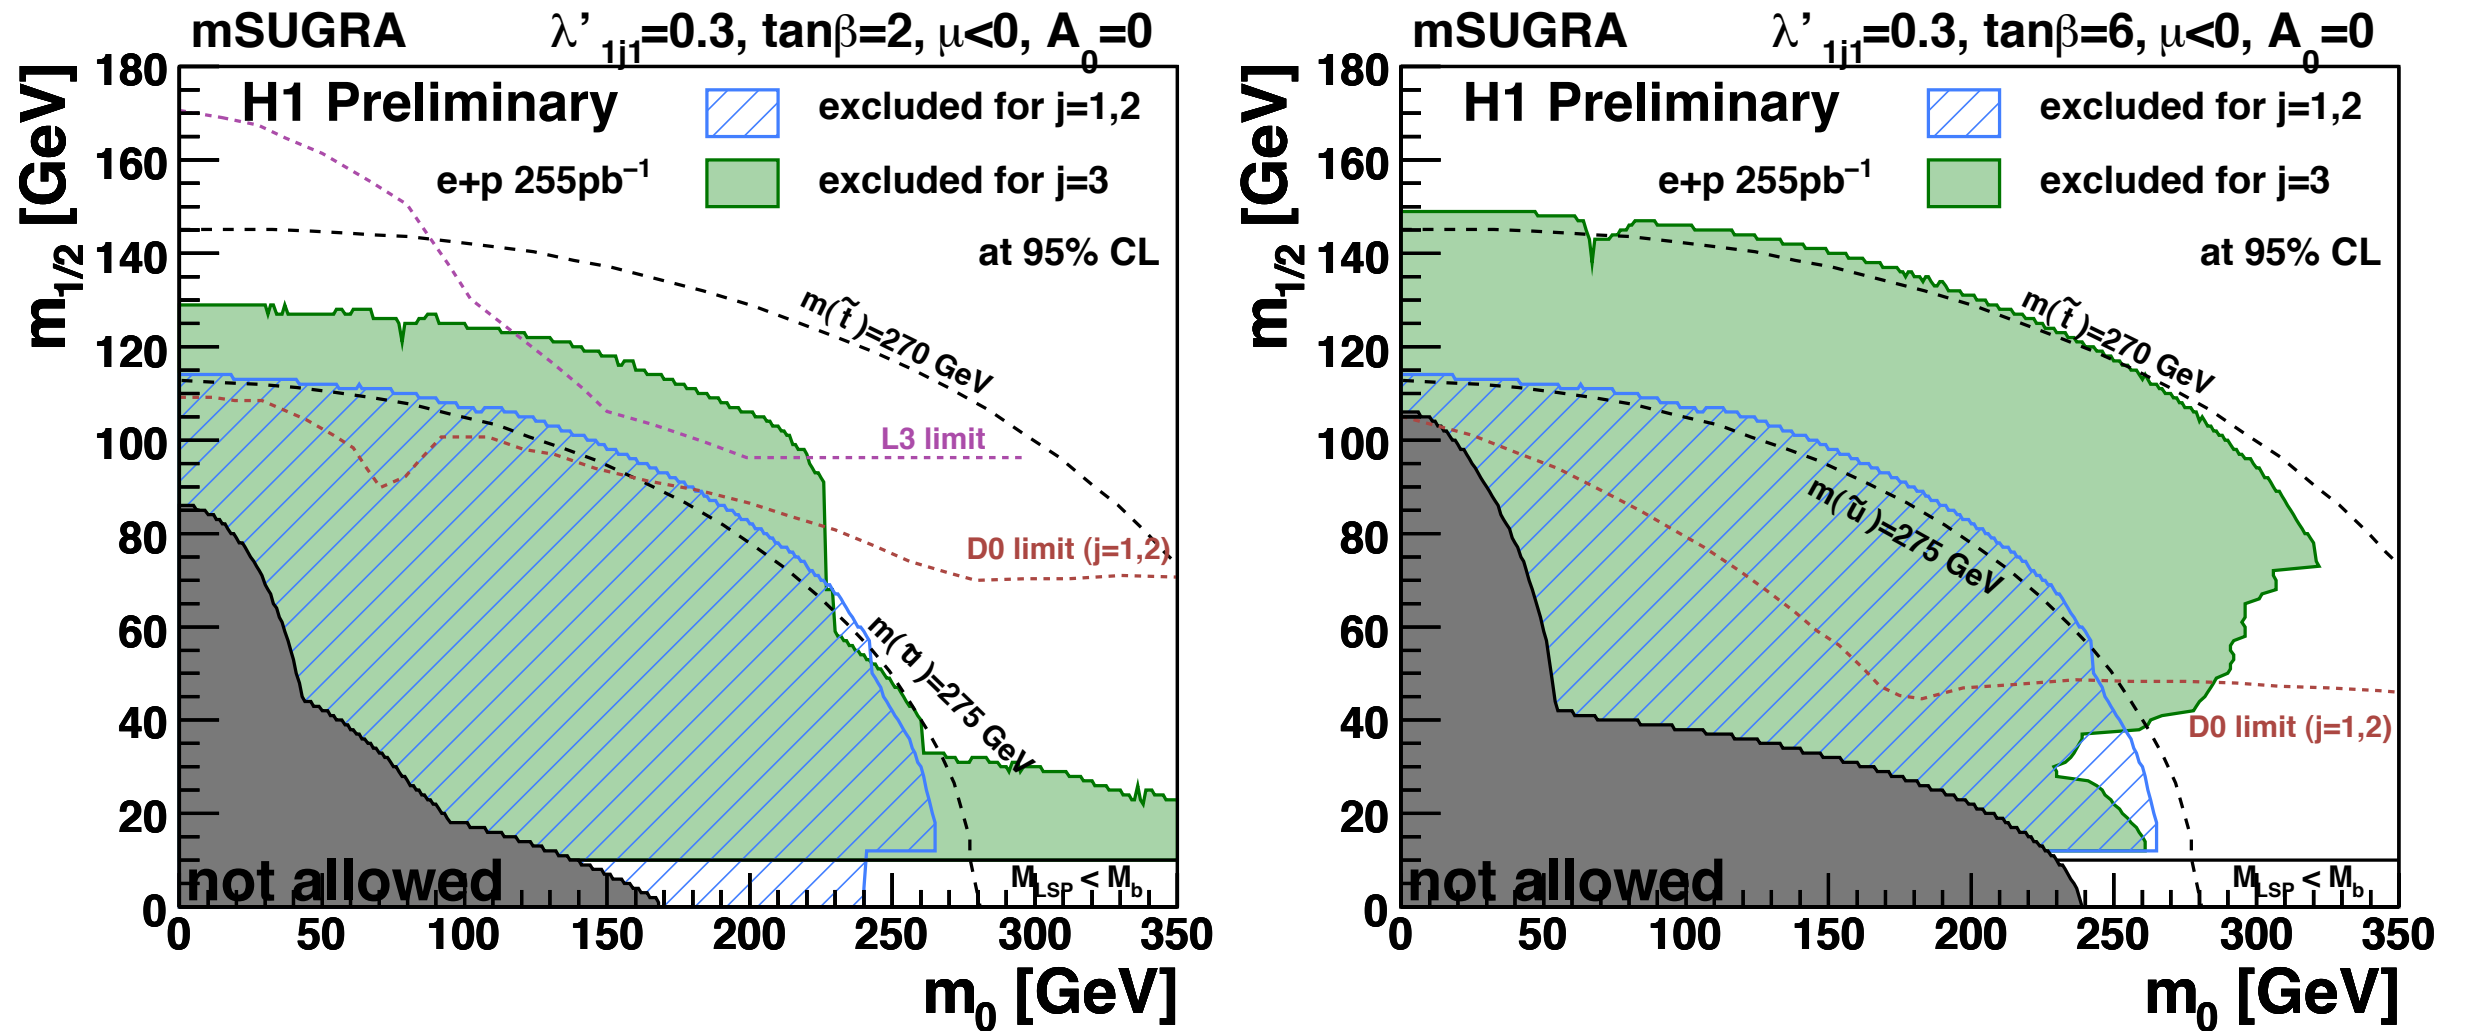 mSUGRA λ’1j1=0.3, tanβ=2, μ<0, A0=0
H1 Preliminary
excluded for j=1,2
e+p 255pb−1
excluded for j=3
at 95% CL
m(t̃)=270 GeV
L3 limit
D0 limit (j=1,2)
m(ũ)=275 GeV
not allowed
MLSP < Mb
m1/2 [GeV]
180
160
140
120
100
80
60
40
20
0
0 50 100 150 200 250 300 350
m0 [GeV]
mSUGRA λ’1j1=0.3, tanβ=6, μ<0, A0=0
H1 Preliminary
excluded for j=1,2
e+p 255pb−1
excluded for j=3
at 95% CL
m(t̃)=270 GeV
m(ũ)=275 GeV
D0 limit (j=1,2)
not allowed
MLSP < Mb
m1/2 [GeV]
180
160
140
120
100
80
60
40
20
0
0 50 100 150 200 250 300 350
m0 [GeV]